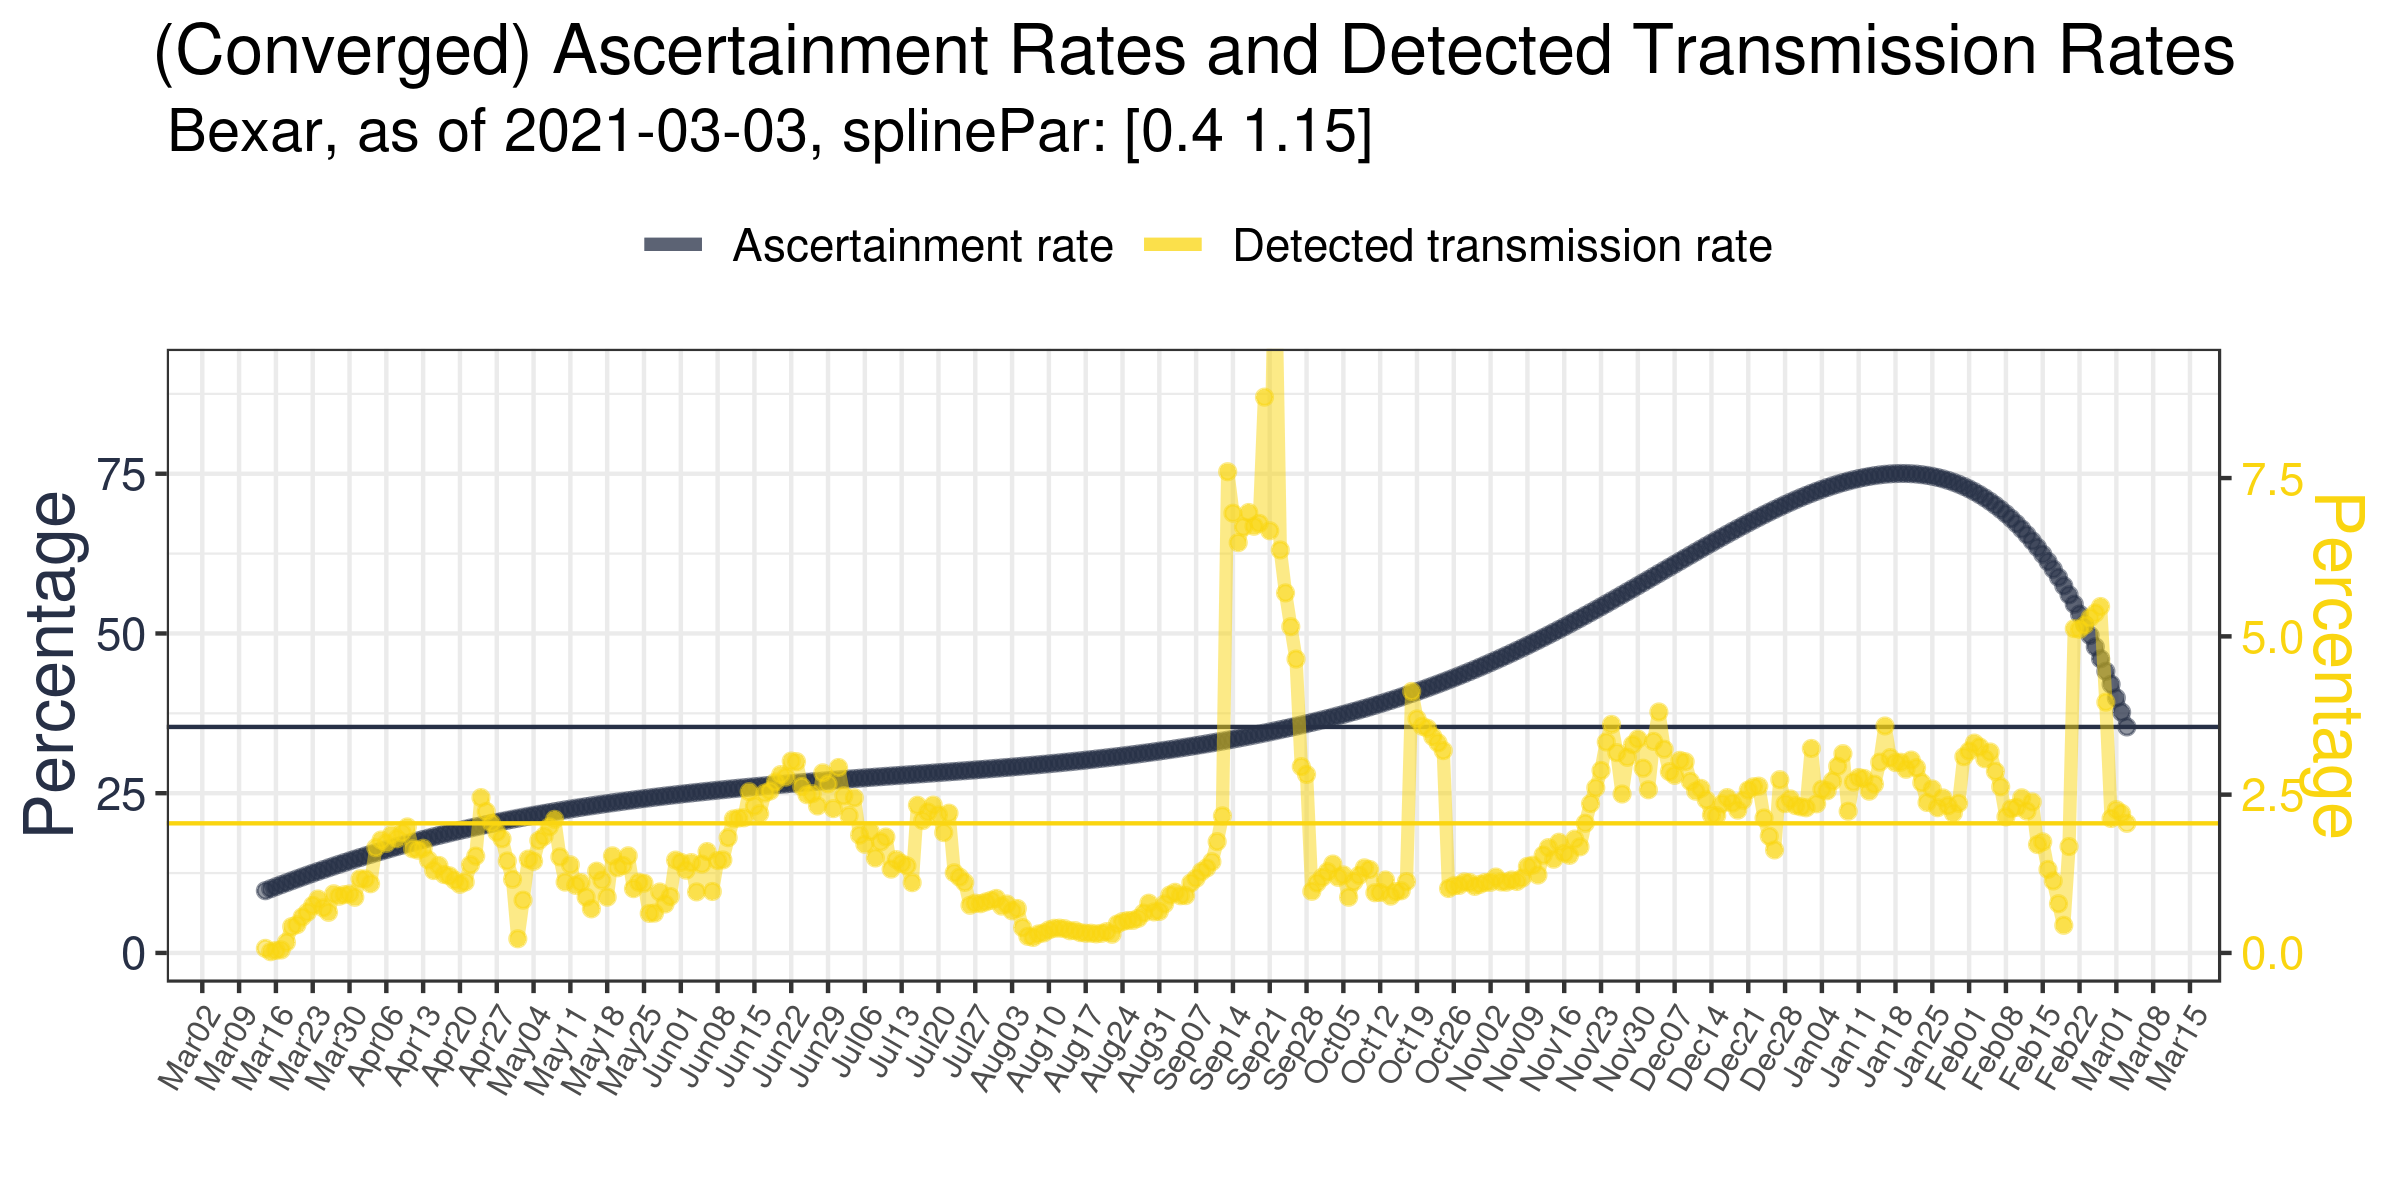 (Converged) Ascertainment Rates and Detected Transmission Rates
Bexar, as of 2021-03-03, splinePar: [0.4 1.15]
Ascertainment rate
Detected transmission rate
Percentage
75
50
25
0
7.5
5.0
2.5
0.0
Percentage
Mar02
Mar09
Mar16
Mar23
Mar30
Apr06
Apr13
Apr20
Apr27
May04
May11
May18
May25
Jun01
Jun08
Jun15
Jun22
Jun29
Jul06
Jul13
Jul20
Jul27
Aug03
Aug10
Aug17
Aug24
Aug31
Sep07
Sep14
Sep21
Sep28
Oct05
Oct12
Oct19
Oct26
Nov02
Nov09
Nov16
Nov23
Nov30
Dec07
Dec14
Dec21
Dec28
Jan04
Jan11
Jan18
Jan25
Feb01
Feb08
Feb15
Feb22
Mar01
Mar08
Mar15